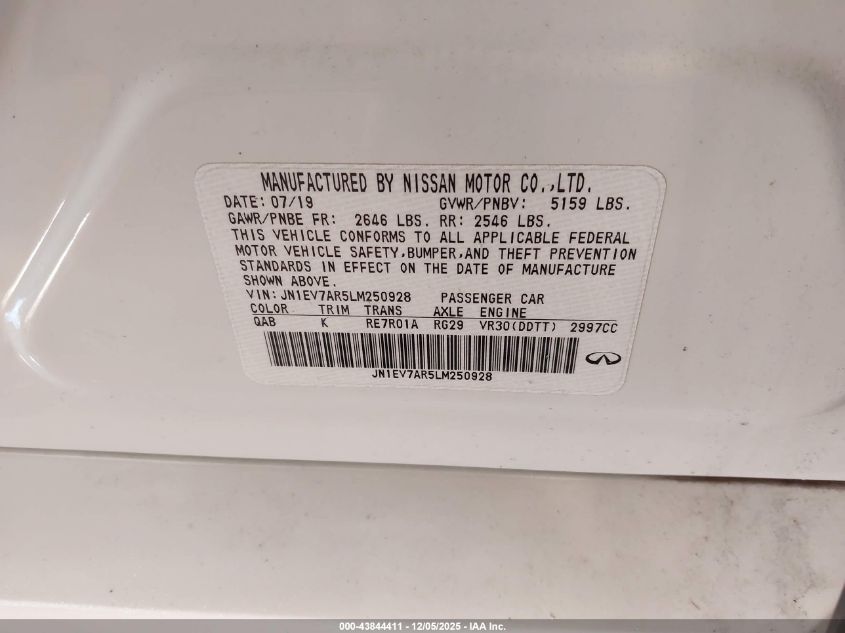 MANUFACTURED BY NISSAN MOTOR CO.,LTD.
DATE: 07/19 GVWR/PNBV: 5159 LBS.
GAWR/PNBE FR: 2646 LBS. RR: 2546 LBS.
THIS VEHICLE CONFORMS TO ALL APPLICABLE FEDERAL
MOTOR VEHICLE SAFETY,BUMPER,AND THEFT PREVENTION
STANDARDS IN EFFECT ON THE DATE OF MANUFACTURE
SHOWN ABOVE.
VIN: JN1EV7AR5LM250928 PASSENGER CAR
COLOR TRIM TRANS AXLE ENGINE
QAB K RE7R01A RG29 VR30(DDTT) 2997CC
JN1EV7AR5LM250928
000-43844411 - 12/05/2025 - IAA Inc.